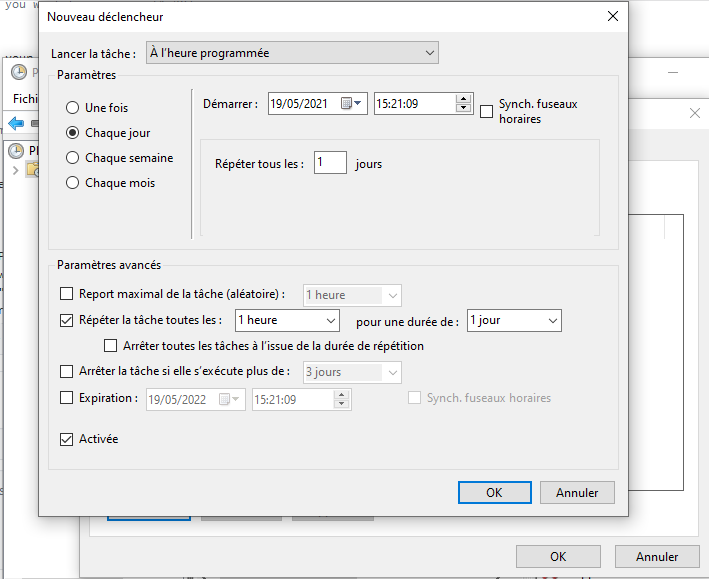 you w
Nouveau déclencheur
Lancer la tâche :
À l'heure programmée
Paramètres
Une fois
Chaque jour
Chaque semaine
Chaque mois
Démarrer :
19/05/2021
15:21:09
Synch. fuseaux
horaires
Répéter tous les :
1
jours
Paramètres avancés
Report maximal de la tâche (aléatoire) :
1 heure
Répéter la tâche toutes les :
1 heure
pour une durée de :
1 jour
Arrêter toutes les tâches à l'issue de la durée de répétition
Arrêter la tâche si elle s'exécute plus de :
3 jours
Expiration :
19/05/2022
15:21:09
Synch. fuseaux horaires
Activée
OK
Annuler
Fichi
Pl
OK
Annuler